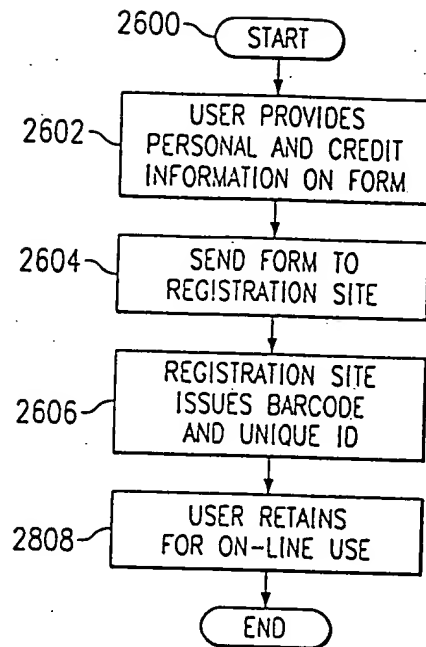 2600
START
2602
USER PROVIDES
PERSONAL AND CREDIT
INFORMATION ON FORM
2604
SEND FORM TO
REGISTRATION SITE
2606
REGISTRATION SITE
ISSUES BARCODE
AND UNIQUE ID
2808
USER RETAINS
FOR ON-LINE USE
END